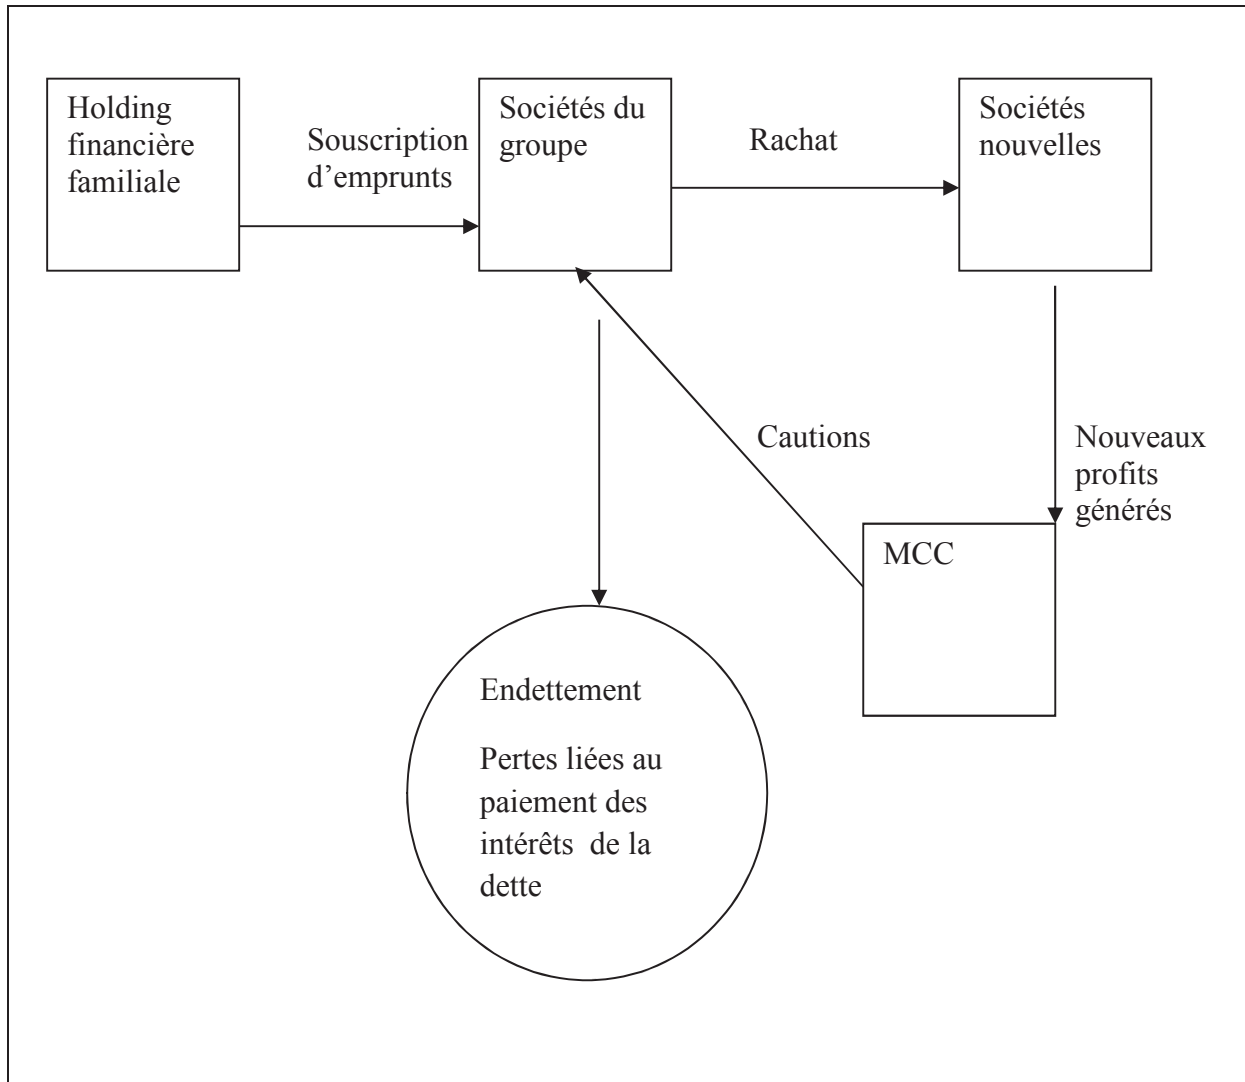 Holding
financière
familiale
Souscription
d’emprunts
Sociétés du
groupe
Rachat
Sociétés
nouvelles
Cautions
Nouveaux
profits
générés
MCC
Endettement
Pertes liées au
paiement des
intérêts  de la
dette